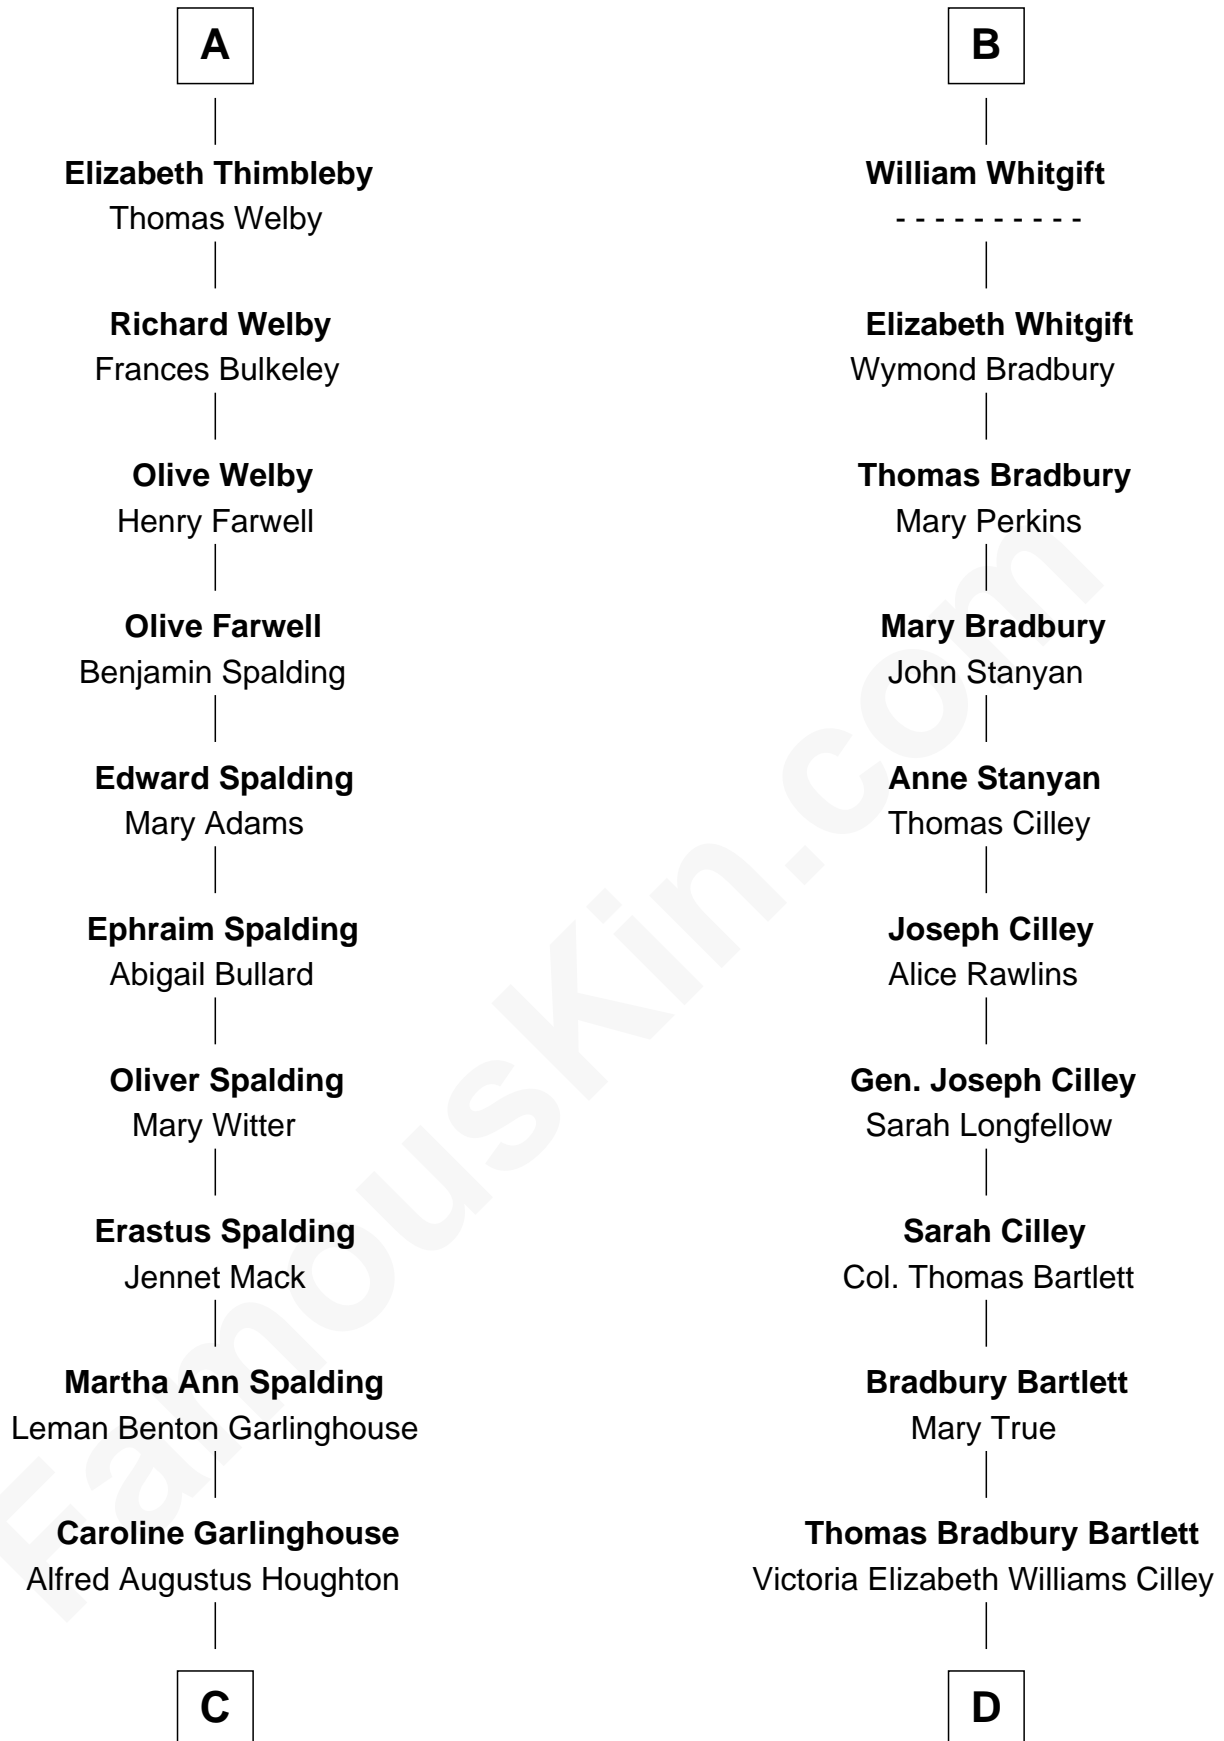 A
Elizabeth Thimbleby
Thomas Welby
Richard Welby
Frances Bulkeley
Olive Welby
Henry Farwell
Olive Farwell
Benjamin Spalding
Edward Spalding
Mary Adams
Ephraim Spalding
Abigail Bullard
Oliver Spalding
Mary Witter
Erastus Spalding
Jennet Mack
Martha Ann Spalding
Leman Benton Garlinghouse
Caroline Garlinghouse
Alfred Augustus Houghton
C
B
William Whitgift
- - - - - - - - - -
Elizabeth Whitgift
Wymond Bradbury
Thomas Bradbury
Mary Perkins
Mary Bradbury
John Stanyan
Anne Stanyan
Thomas Cilley
Joseph Cilley
Alice Rawlins
Gen. Joseph Cilley
Sarah Longfellow
Sarah Cilley
Col. Thomas Bartlett
Bradbury Bartlett
Mary True
Thomas Bradbury Bartlett
Victoria Elizabeth Williams Cilley
D
FamousKin.com